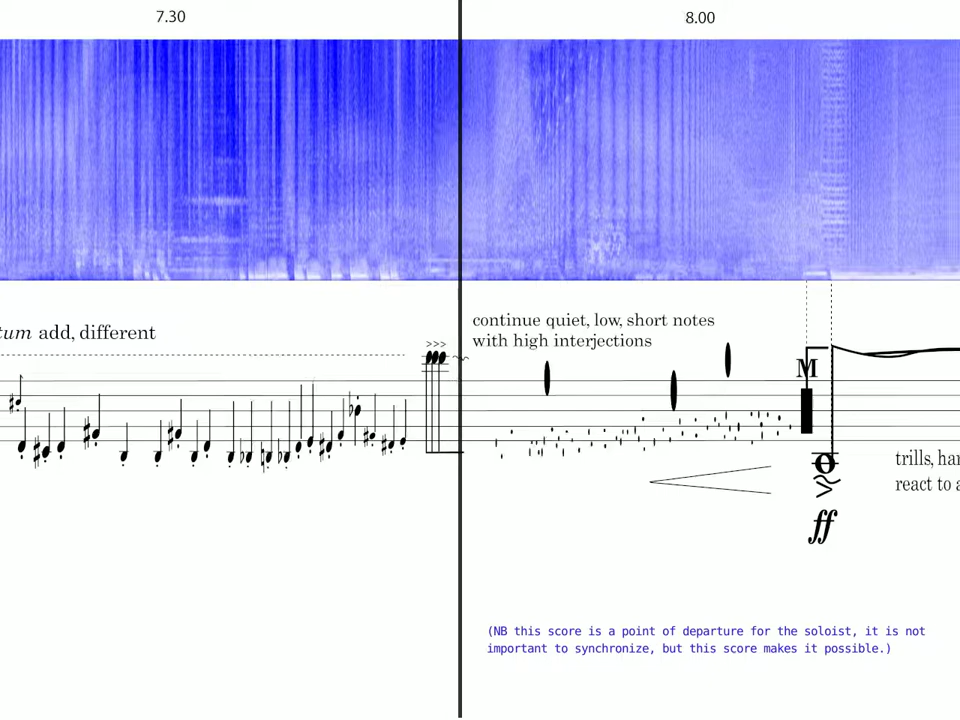 7.30
8.00
tum add, different
>>>
continue quiet, low, short notes
with high interjections
M
trills,
react to
ff
(NB this score is a point of departure for the soloist, it is not
important to synchronize, but this score makes it possible.)